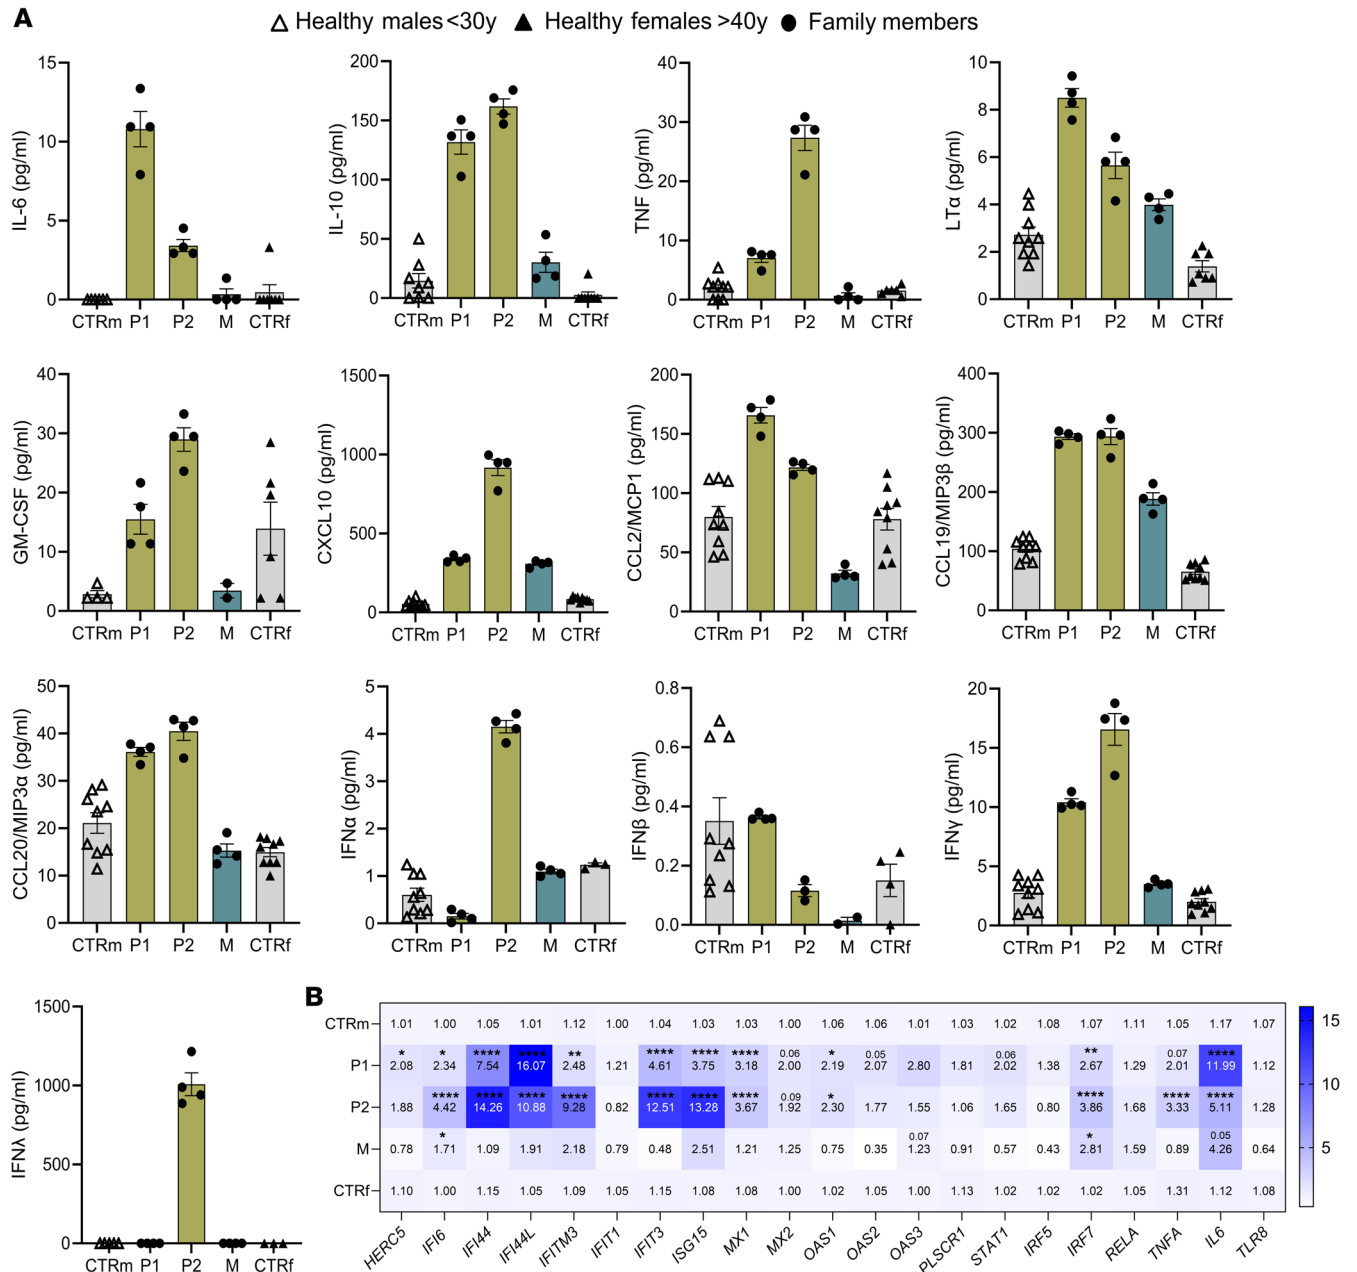 A
Healthy males <30y Healthy females >40y Family members
IL-6 (pg/ml)
15
10
5
0
CTRm P1 P2 M CTRf
IL-10 (pg/ml)
200
150
100
50
0
CTRm P1 P2 M CTRf
TNF (pg/ml)
40
30
20
10
0
CTRm P1 P2 M CTRf
LTα (pg/ml)
10
8
6
4
2
0
CTRm P1 P2 M CTRf
GM-CSF (pg/ml)
40
30
20
10
0
CTRm P1 P2 M CTRf
CXCL10 (pg/ml)
1500
1000
500
0
CTRm P1 P2 M CTRf
CCL2/MCP1 (pg/ml)
200
150
100
50
0
CTRm P1 P2 M CTRf
CCL19/MIP3β (pg/ml)
400
300
200
100
0
CTRm P1 P2 M CTRf
CCL20/MIP3α (pg/ml)
50
40
30
20
10
0
CTRm P1 P2 M CTRf
IFNα (pg/ml)
5
4
3
2
1
0
CTRm P1 P2 M CTRf
IFNβ (pg/ml)
0.8
0.6
0.4
0.2
0.0
CTRm P1 P2 M CTRf
IFNγ (pg/ml)
20
15
10
5
0
CTRm P1 P2 M CTRf
IFNλ (pg/ml)
1500
1000
500
0
CTRm P1 P2 M CTRf
B
CTRm 1.01 1.00 1.05 1.01 1.12 1.00 1.04 1.03 1.03 1.00 1.06 1.06 1.01 1.03 1.02 1.08 1.07 1.11 1.05 1.17 1.07
* * **** **** ** **** **** **** 0.06 * 0.05 0.06 ** 0.07 ****
P1 2.08 2.34 7.54 16.07 2.48 1.21 4.61 3.75 3.18 2.00 2.19 2.07 2.80 1.81 2.02 1.38 2.67 1.29 2.01 11.99 1.12
**** **** **** **** **** **** **** 0.09 * **** **** ****
P2 1.88 4.42 14.26 10.88 9.28 0.82 12.51 13.28 3.67 1.92 2.30 1.77 1.55 1.06 1.65 0.80 3.86 1.68 3.33 5.11 1.28
* 0.07 * 0.05
M 0.78 1.71 1.09 1.91 2.18 0.79 0.48 2.51 1.21 1.25 0.75 0.35 1.23 0.91 0.57 0.43 2.81 1.59 0.89 4.26 0.64
CTRf 1.10 1.00 1.15 1.05 1.09 1.05 1.15 1.08 1.08 1.00 1.02 1.05 1.00 1.13 1.02 1.02 1.02 1.05 1.31 1.12 1.08
HERC5 IFI6 IFI44 IFI44L IFITM3 IFIT1 IFIT3 ISG15 MX1 MX2 OAS1 OAS2 OAS3 PLSCR1 STAT1 IRF5 IRF7 RELA TNFA IL6 TLR8
15
10
5